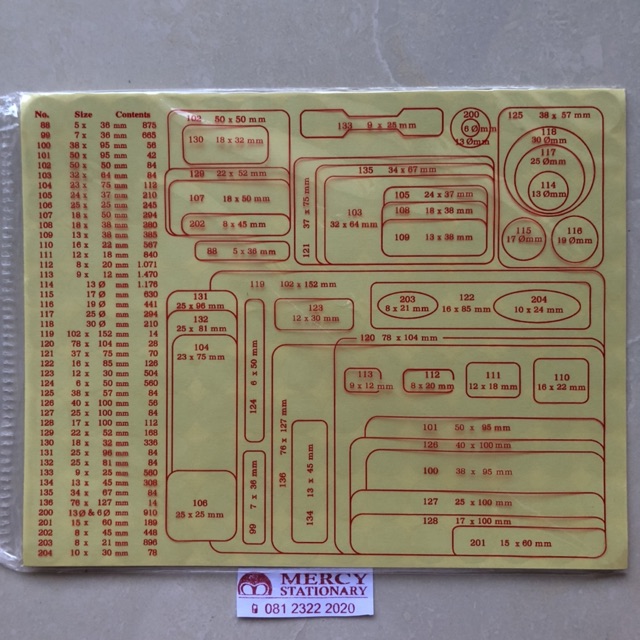 No. Size Contents
88 5 x 36 mm 875
99 7 x 36 mm 665
100 38 x 95 mm 56
101 50 x 95 mm 42
102 50 x 50 mm 84
103 32 x 64 mm 84
104 23 x 75 mm 112
105 24 x 37 mm 210
106 25 x 25 mm 245
107 18 x 50 mm 294
108 18 x 38 mm 280
109 13 x 38 mm 385
110 16 x 22 mm 567
111 12 x 18 mm 840
112 8 x 20 mm 1.071
113 9 x 12 mm 1.470
114 13 Ø mm 1.176
115 17 Ø mm 630
116 19 Ø mm 441
117 25 Ø mm 294
118 30 Ø mm 210
119 102 x 152 mm 14
120 78 x 104 mm 28
121 37 x 75 mm 70
122 16 x 85 mm 126
123 12 x 30 mm 504
124 6 x 50 mm 560
125 38 x 57 mm 84
126 40 x 100 mm 56
127 25 x 100 mm 84
128 17 x 100 mm 112
129 22 x 52 mm 168
130 18 x 32 mm 336
131 25 x 96 mm 84
132 25 x 81 mm 84
133 9 x 25 mm 560
134 13 x 45 mm 308
135 34 x 67 mm 84
136 76 x 127 mm 14
200 13 Ø & 6 Ø mm 910
201 15 x 60 mm 189
202 8 x 45 mm 448
203 8 x 21 mm 896
204 10 x 30 mm 78
102 50 x 50 mm
130 18 x 32 mm
129 22 x 52 mm
107 18 x 50 mm
202 8 x 45 mm
88 5 x 38 mm
133 9 x 25 mm
200
6 Ø mm
13 Ø mm
125 38 x 57 mm
118
30 Ø mm
117
25 Ø mm
114
13 Ø mm
115
17 Ø mm
116
19 Ø mm
121 37 x 75 mm
135 34 x 67 mm
103
32 x 64 mm
105 24 x 37 mm
108 18 x 38 mm
109 13 x 38 mm
119 102 x 152 mm
131
25 x 96 mm
132
25 x 81 mm
104
23 x 75 mm
106
25 x 25 mm
124 6 x 50 mm
99 7 x 36 mm
123
12 x 30 mm
203
8 x 21 mm
122
16 x 85 mm
204
10 x 24 mm
136 76 x 127 mm
134 13 x 45 mm
120 78 x 104 mm
113
9 x 12 mm
112
8 x 20 mm
111
12 x 18 mm
110
16 x 22 mm
101 50 x 95 mm
126 40 x 100 mm
100 38 x 95 mm
127 25 x 100 mm
128 17 x 100 mm
201 15 x 60 mm
MERCY
STATIONARY
081 2322 2020